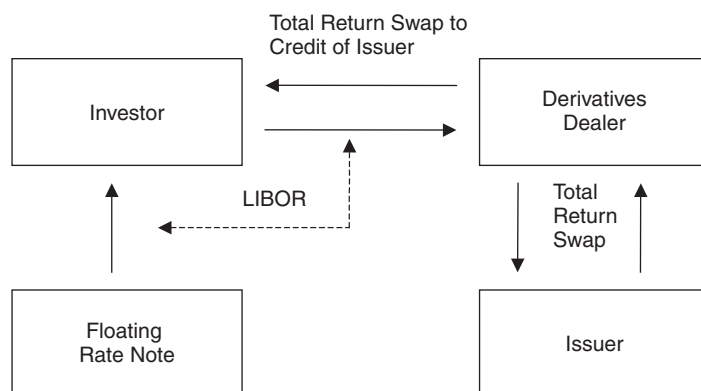 Total Return Swap to
Credit of Issuer
Investor
Derivatives
Dealer
LIBOR
Total
Return
Swap
Floating
Rate Note
Issuer